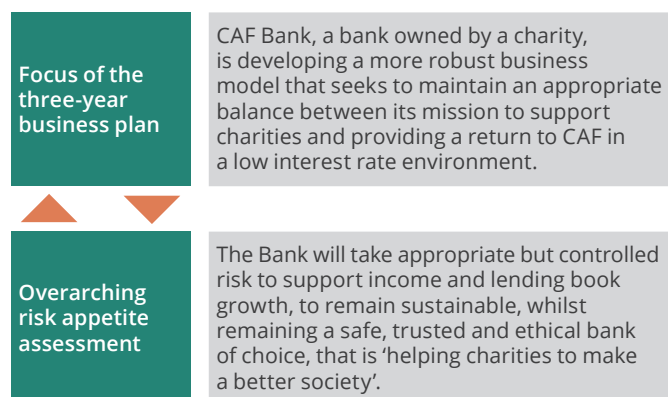 Focus of the
three-year
business plan
CAF Bank, a bank owned by a charity,
is developing a more robust business
model that seeks to maintain an appropriate
balance between its mission to support
charities and providing a return to CAF in
a low interest rate environment.
Overarching
risk appetite
assessment
The Bank will take appropriate but controlled
risk to support income and lending book
growth, to remain sustainable, whilst
remaining a safe, trusted and ethical bank
of choice, that is ‘helping charities to make
a better society’.